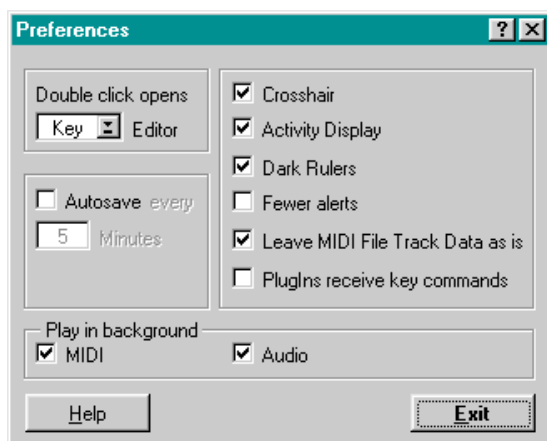 Preferences
Double click opens
Key Editor
Autosave every
5 Minutes
Crosshair
Activity Display
Dark Rulers
Fewer alerts
Leave MIDI File Track Data as is
PlugIns receive key commands
Play in background
MIDI Audio
Help Exit